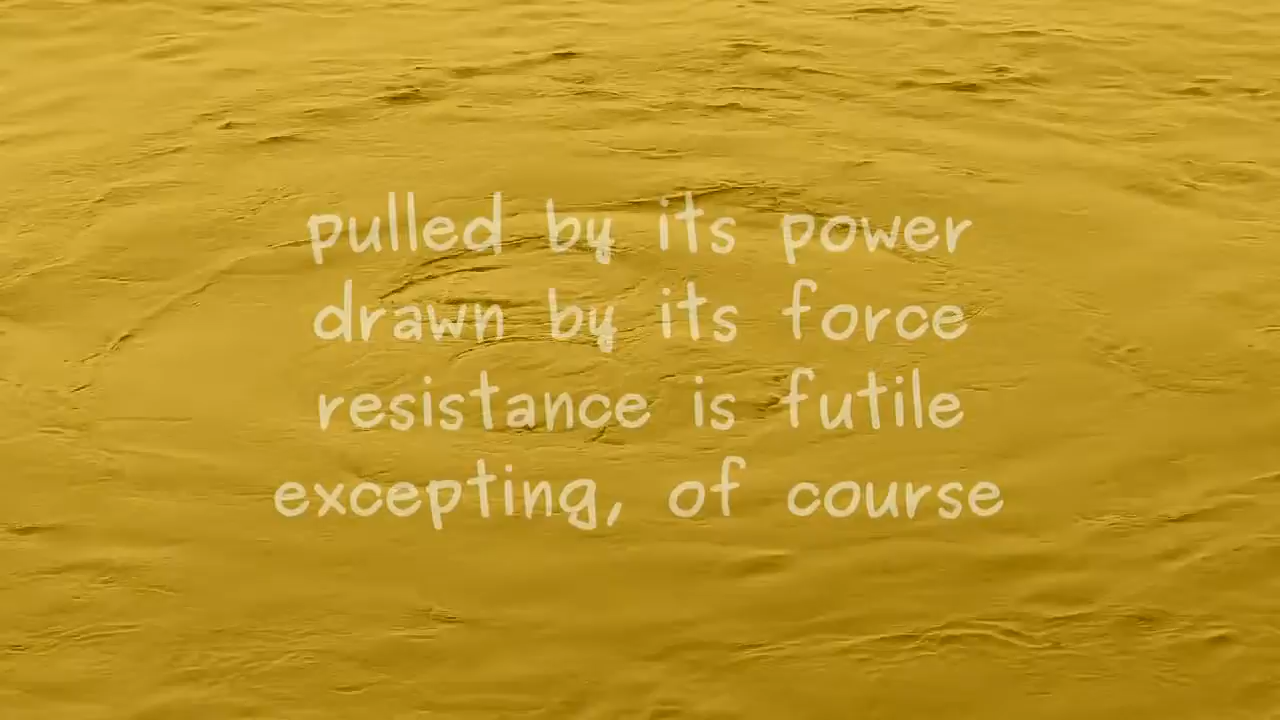 pulled by its power
drawn by its force
resistance is futile
excepting, of course